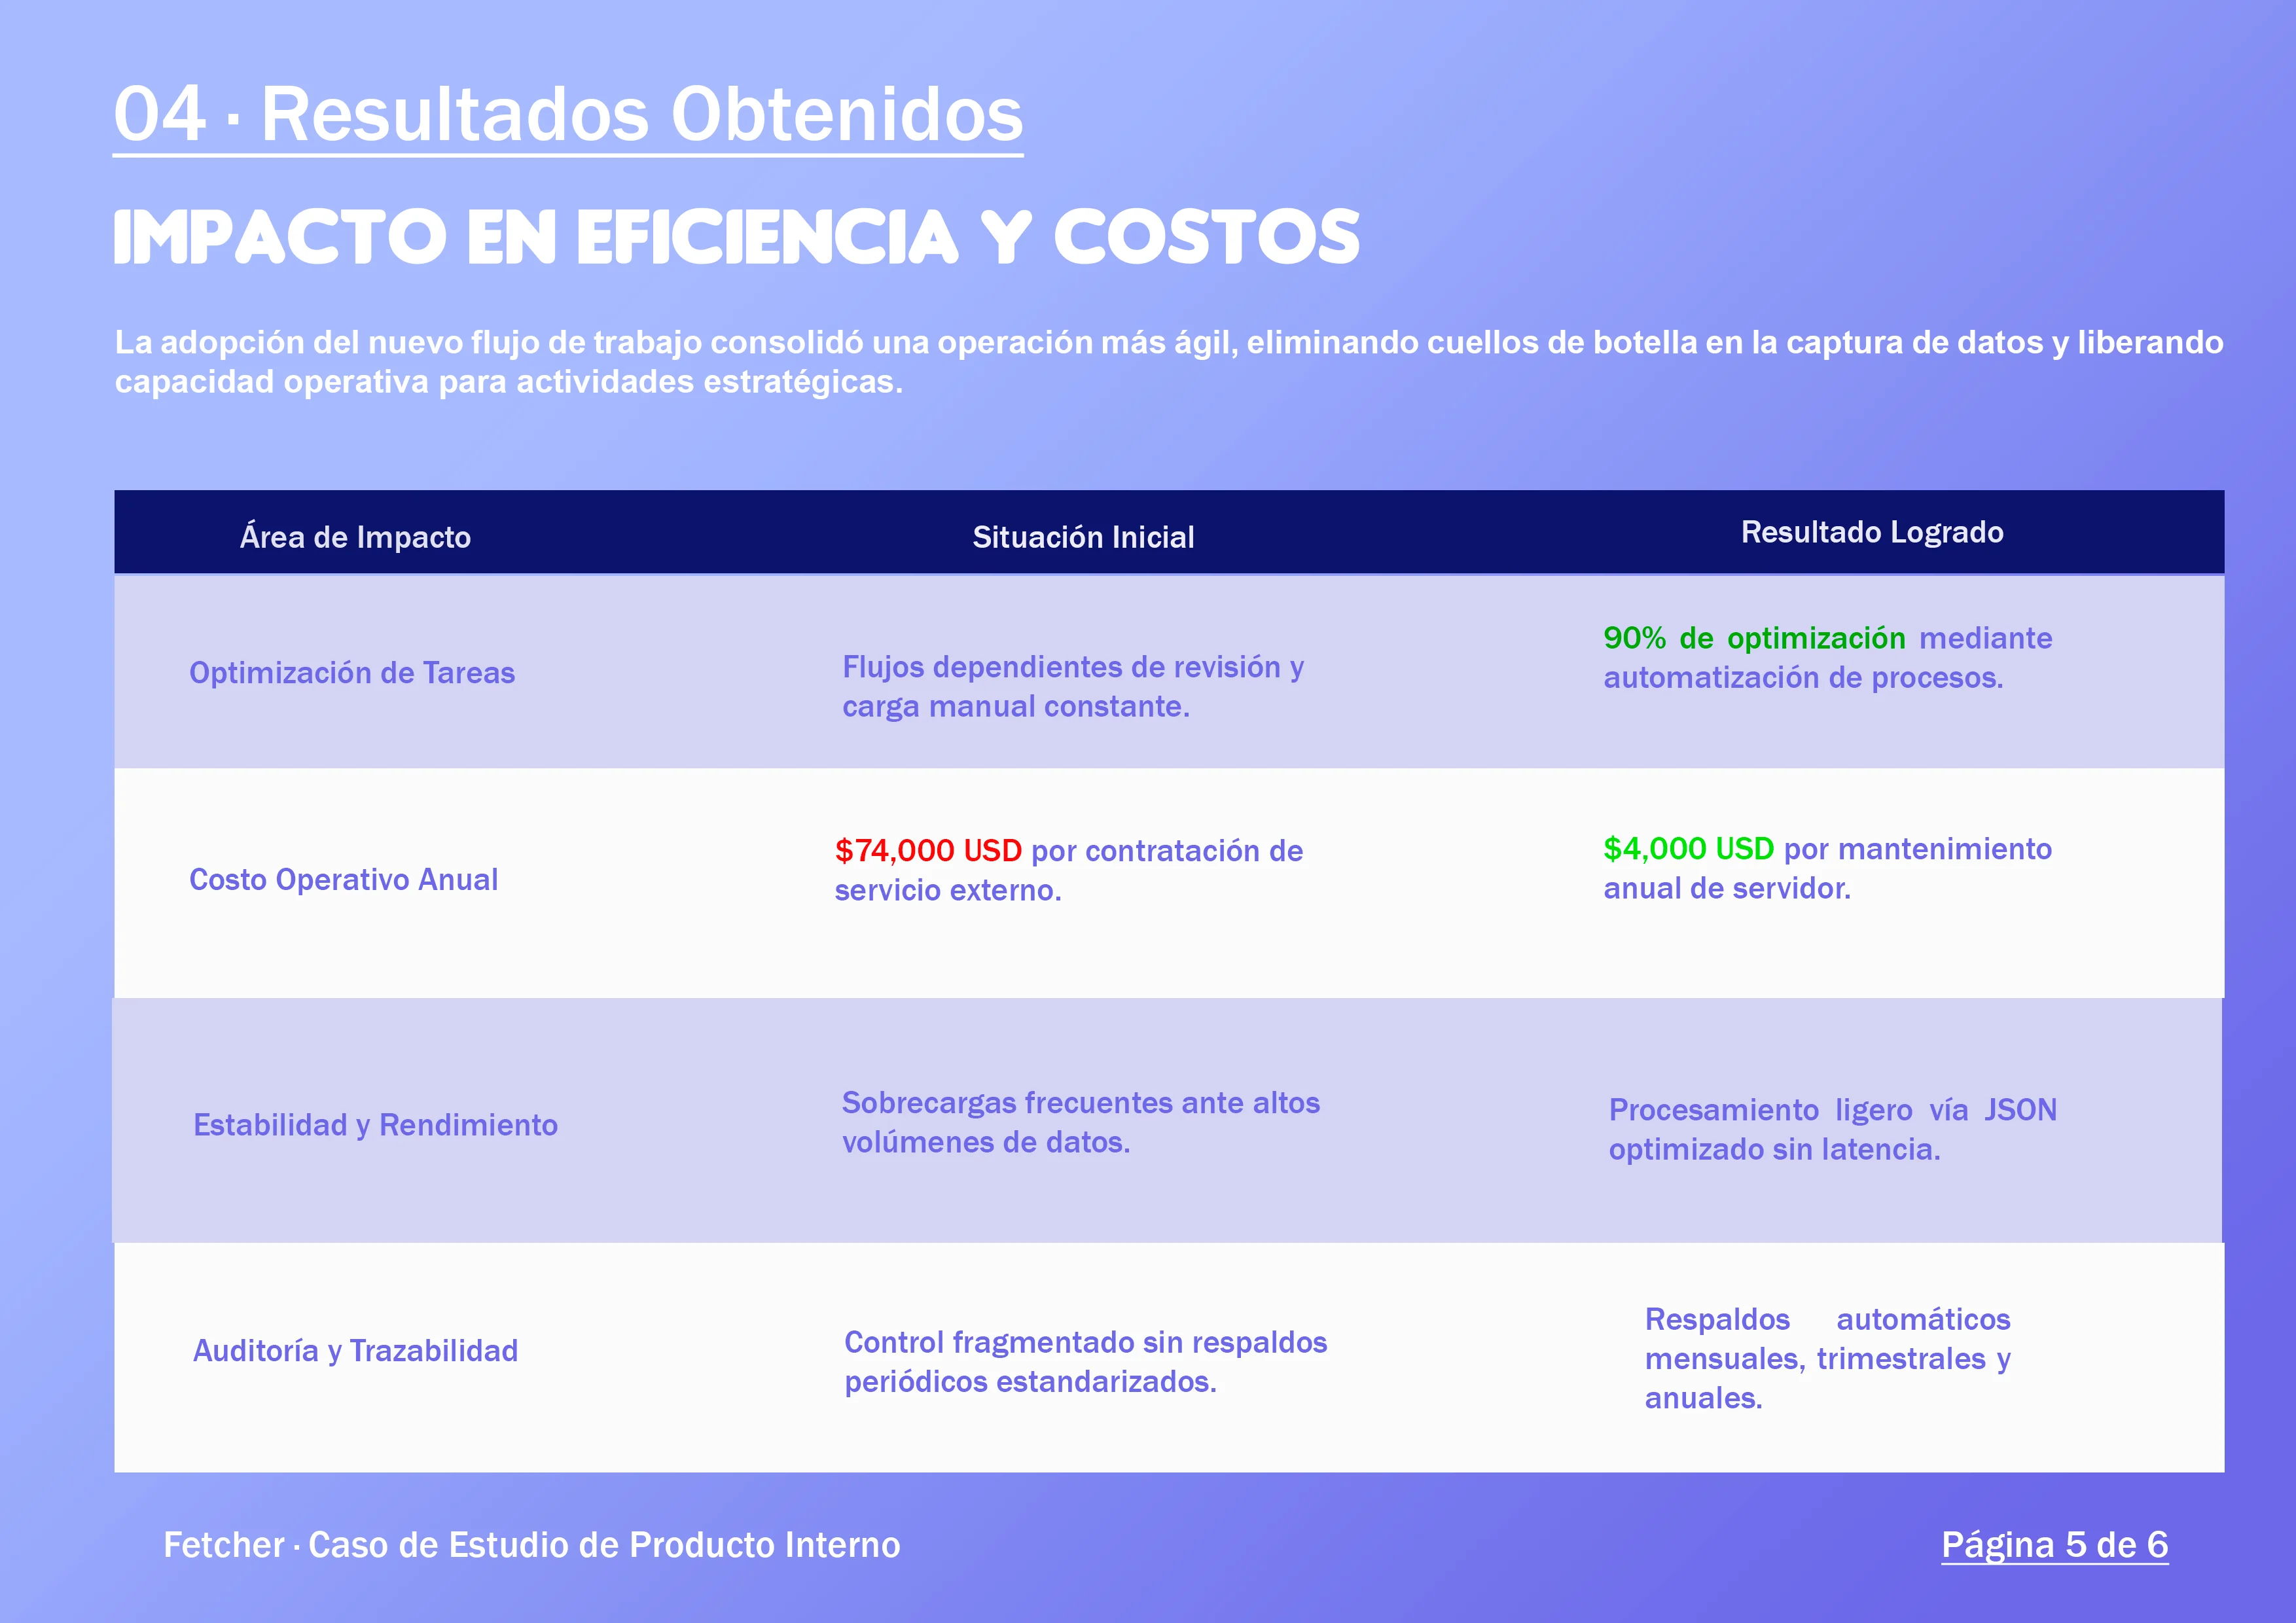 04 · Resultados Obtenidos
IMPACTO EN EFICIENCIA Y COSTOS
La adopción del nuevo flujo de trabajo consolidó una operación más ágil, eliminando cuellos de botella en la captura de datos y liberando
capacidad operativa para actividades estratégicas.
Área de Impacto
Situación Inicial
Resultado Logrado
Optimización de Tareas
Flujos dependientes de revisión y
carga manual constante.
90% de optimización mediante
automatización de procesos.
Costo Operativo Anual
$74,000 USD por contratación de
servicio externo.
$4,000 USD por mantenimiento
anual de servidor.
Estabilidad y Rendimiento
Sobrecargas frecuentes ante altos
volúmenes de datos.
Procesamiento ligero vía JSON
optimizado sin latencia.
Auditoría y Trazabilidad
Control fragmentado sin respaldos
periódicos estandarizados.
Respaldos automáticos
mensuales, trimestrales y
anuales.
Fetcher · Caso de Estudio de Producto Interno
Página 5 de 6